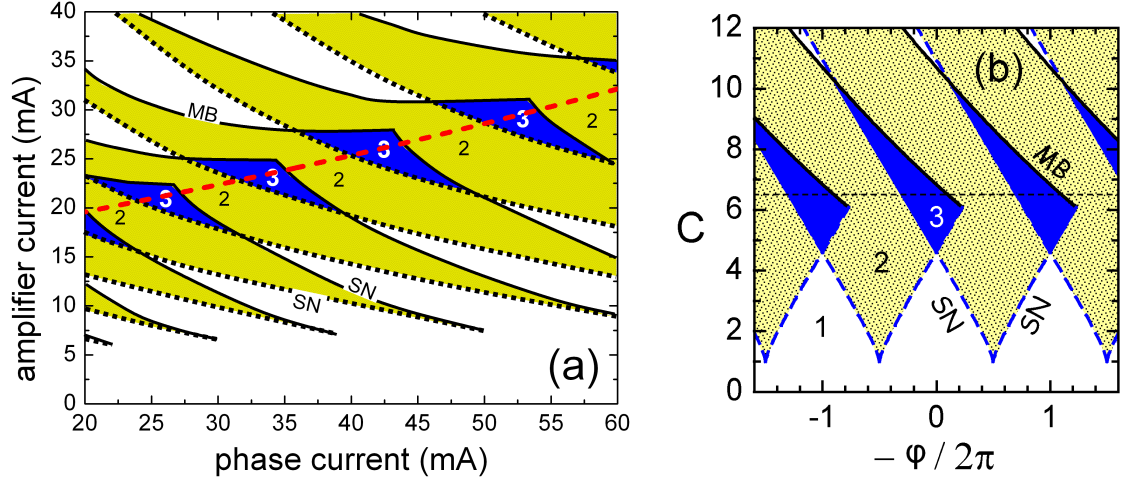 40
35
30
25
20
15
10
5
0
amplifier current (mA)
MB
3
3
3
3
2
2
2
2
SN
SN
(a)
20 25 30 35 40 45 50 55 60
phase current (mA)
12
10
8
6
4
2
0
C
(b)
MB
3
2
1
SN
SN
-1 0 1
− φ / 2π